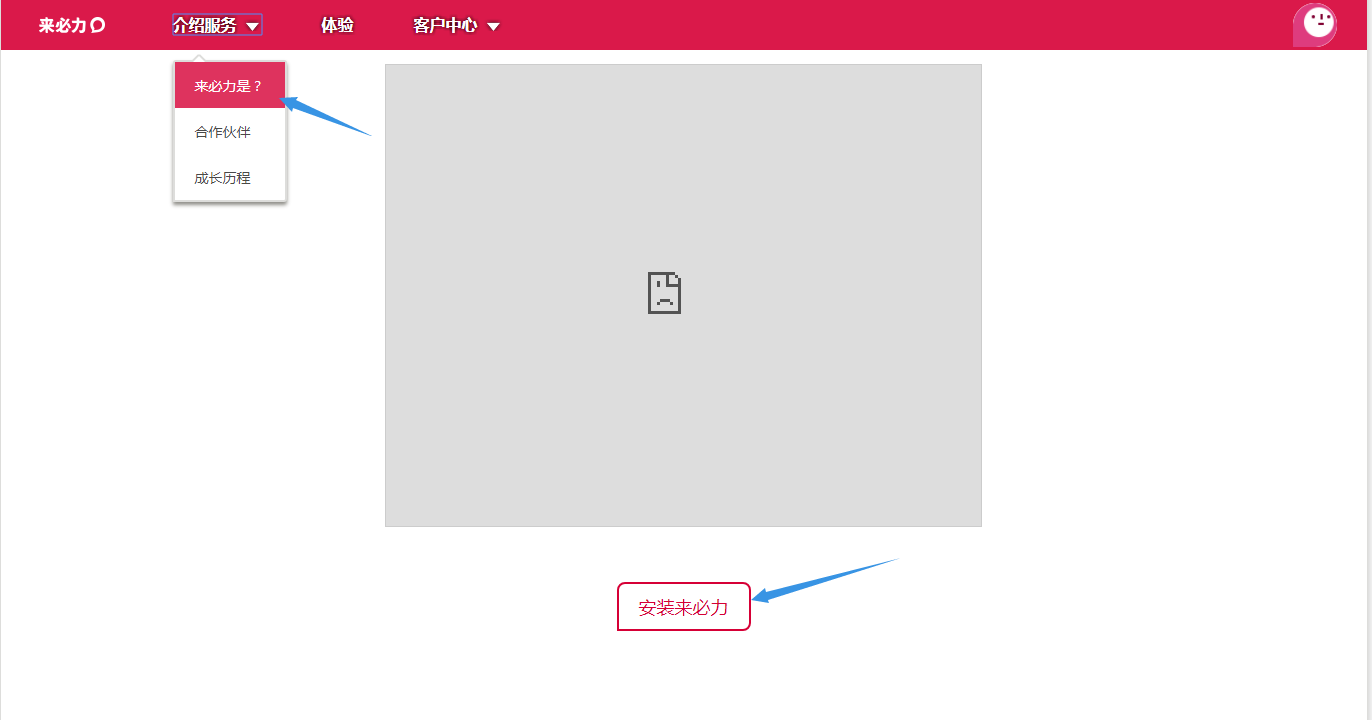 来必力
介绍服务
体验
客户中心
来必力是？
合作伙伴
成长历程
安装来必力